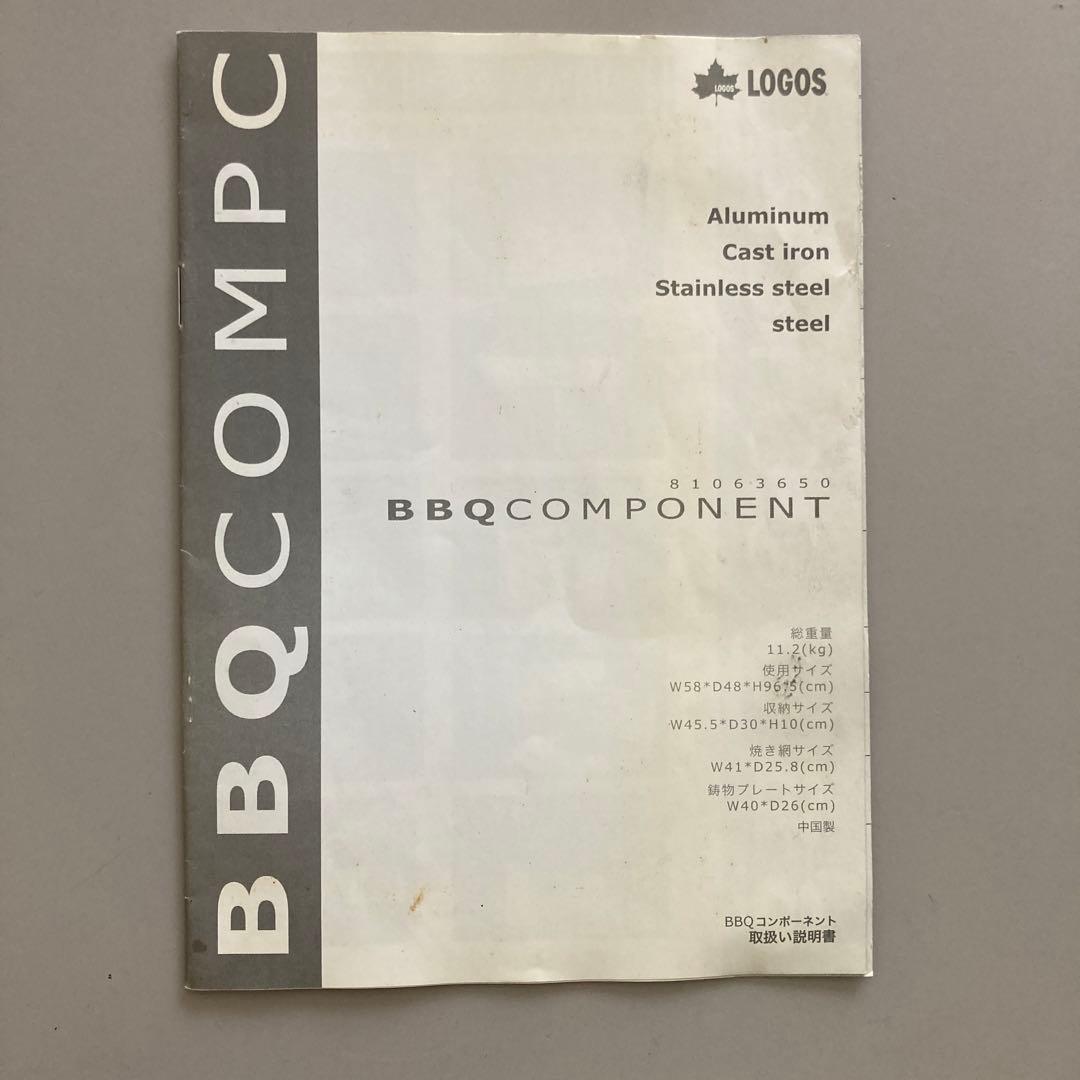 BBQCOMPC
LOGOS
LOGOS
Aluminum
Cast iron
Stainless steel
steel
81063650
BBQCOMPONENT
総重量
11.2(kg)
使用サイズ
W58*D48*H96.5(cm)
収納サイズ
W45.5*D30*H10(cm)
焼き網サイズ
W41*D25.8(cm)
鋳物プレートサイズ
W40*D26(cm)
中国製
BBQコンポーネント
取扱い説明書